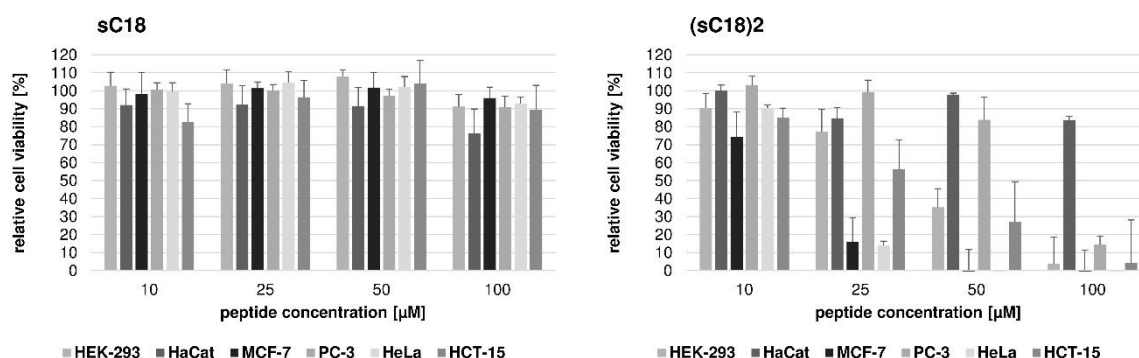 sC18
relative cell viability [%]
120
110
100
90
80
70
60
50
40
30
20
10
0
10 25 50 100
peptide concentration [µM]
HEK-293 HaCat MCF-7 PC-3 HeLa HCT-15
(sC18)2
relative cell viability [%]
120
110
100
90
80
70
60
50
40
30
20
10
0
10 25 50 100
peptide concentration [µM]
HEK-293 HaCat MCF-7 PC-3 HeLa HCT-15